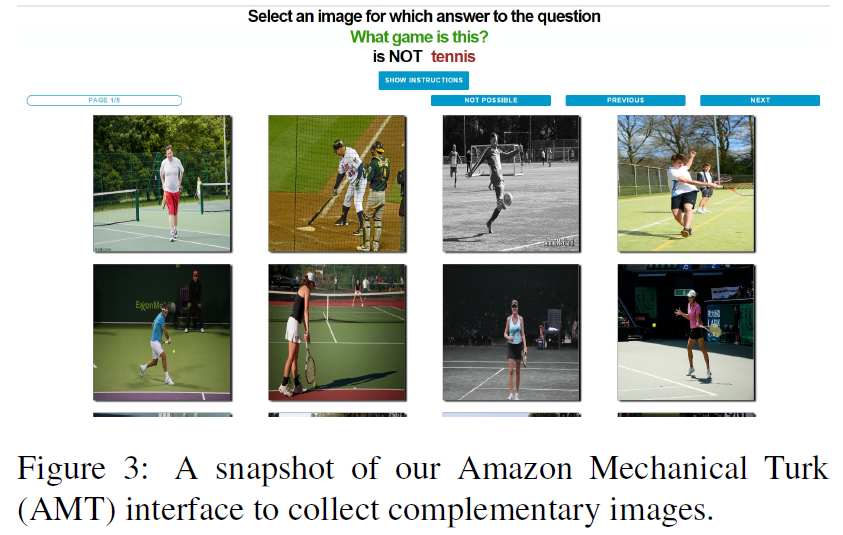 Select an image for which answer to the question
What game is this?
is NOT tennis
SHOW INSTRUCTIONS
PAGE 1/5
NOT POSSIBLE
PREVIOUS
NEXT
Figure 3: A snapshot of our Amazon Mechanical Turk
(AMT) interface to collect complementary images.